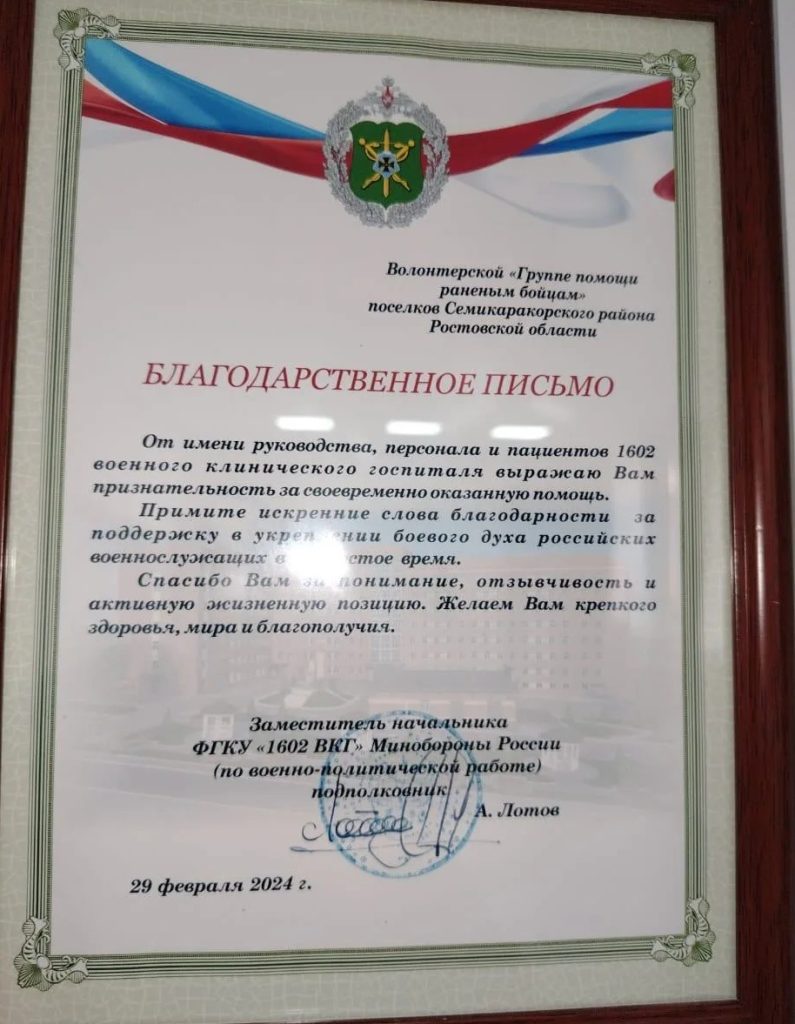 Волонтерской «Группе помощи
раненым бойцам»
поселков Семикаракорского района
Ростовской области
БЛАГОДАРСТВЕННОЕ ПИСЬМО
От имени руководства, персонала и пациентов 1602
военного клинического госпиталя выражаю Вам
признательность за своевременно оказанную помощь.
Примите искренние слова благодарности за
поддержку в укреплении боевого духа российских
военнослужащих в время.
Спасибо Вам за понимание, отзывчивость и
активную жизненную позицию. Желаем Вам крепкого
здоровья, мира и благополучия.
Заместитель начальника
ФГКУ «1602 ВКГ» Минобороны России
(по военно-политической работе)
подполковник
А. Лотов
29 февраля 2024 г.